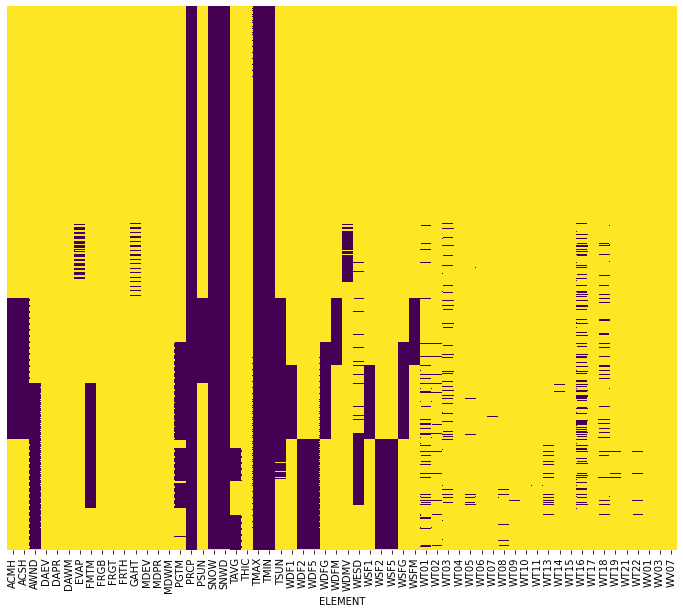 ACMH
ACSH
AWND
DAEV
DAPR
DAWM
EVAP
FMTM
FRGB
FRGT
FRTH
GAHT
MDEV
MDPR
MDWM
PGTM
PRCP
PSUN
SNOW
SNWD
TAVG
THIC
TMAX
TMIN
TSUN
WDF1
WDF2
WDF5
WDFG
WDFM
WDMV
WESD
WSF1
WSF2
WSF5
WSFG
WSFM
WT01
WT02
WT03
WT04
WT05
WT06
WT07
WT08
WT09
WT10
WT11
WT13
WT14
WT15
WT16
WT17
WT18
WT19
WT21
WT22
WV01
WV03
WV07
ELEMENT